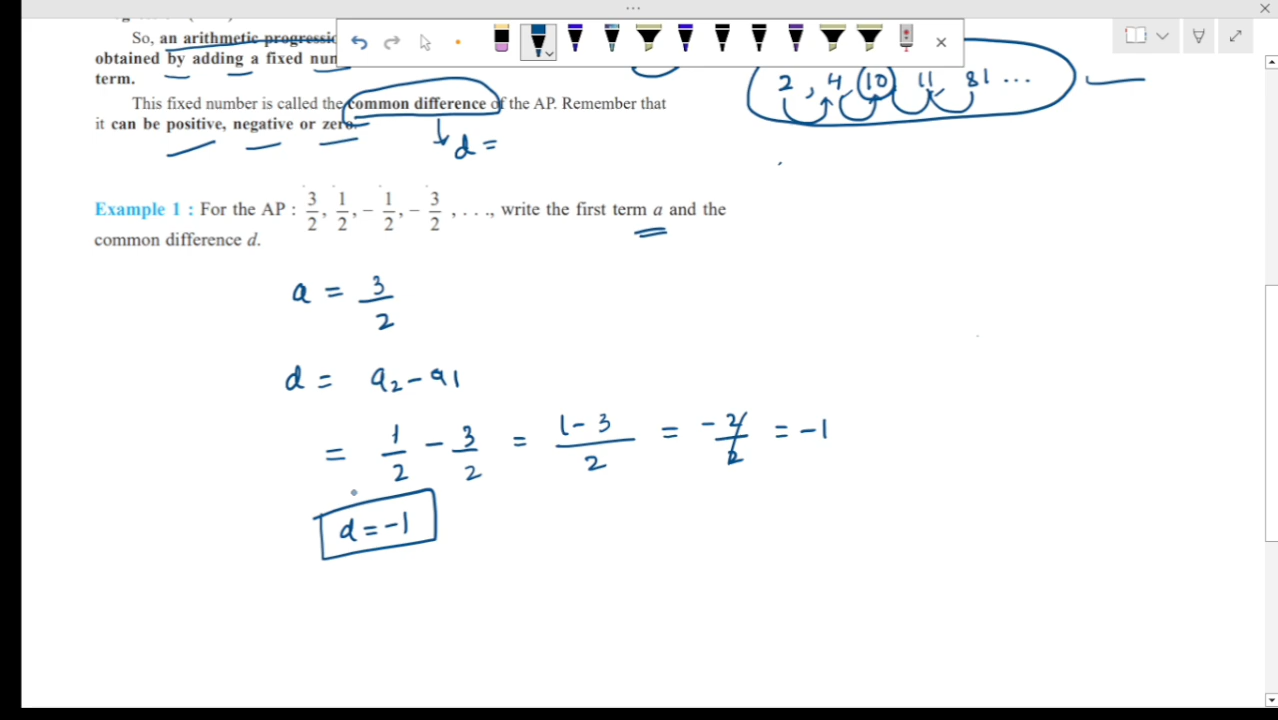 So, an arithmetic progressio
obtained by adding a fixed nun
term.
This fixed number is called the common difference of the AP. Remember that
it can be positive, negative or zero.
d =
2 , 4 10 11 81 ...
Example 1 : For the AP : 3/2, 1/2, – 1/2, – 3/2, . . ., write the first term a and the
common difference d.
a = 3/2
d = a2 - a1
= 1/2 - 3/2 = (1 - 3)/2 = -2/2 = -1
d = -1